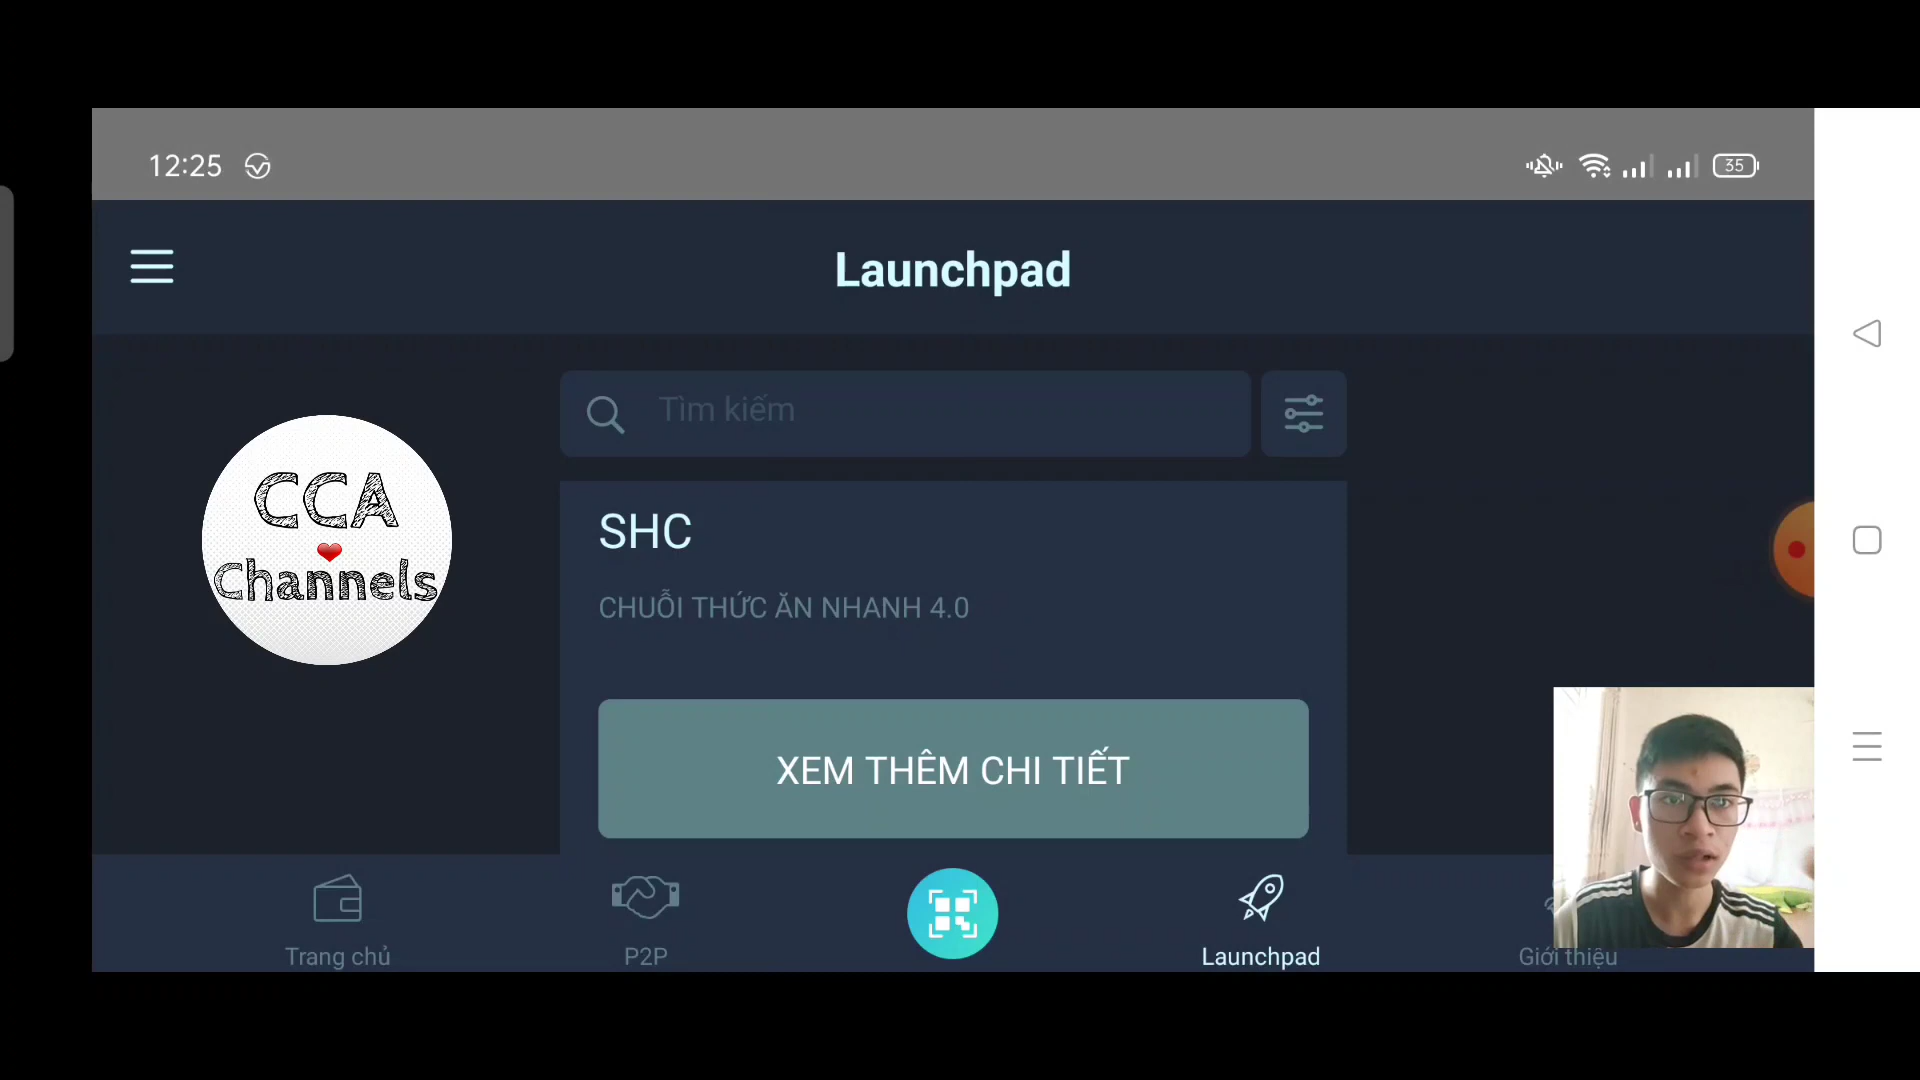 12:25
35
Launchpad
Tìm kiếm
CCA
Channels
SHC
CHUỖI THỨC ĂN NHANH 4.0
XEM THÊM CHI TIẾT
Trang chủ
P2P
Launchpad
Giới thiệu